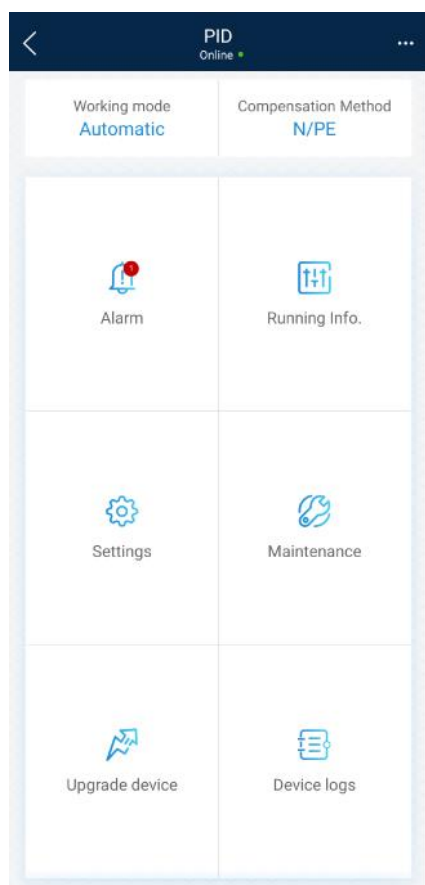 PID
Online
Working mode
Compensation Method
Automatic
N/PE
1
Alarm
Running Info.
Settings
Maintenance
Upgrade device
Device logs